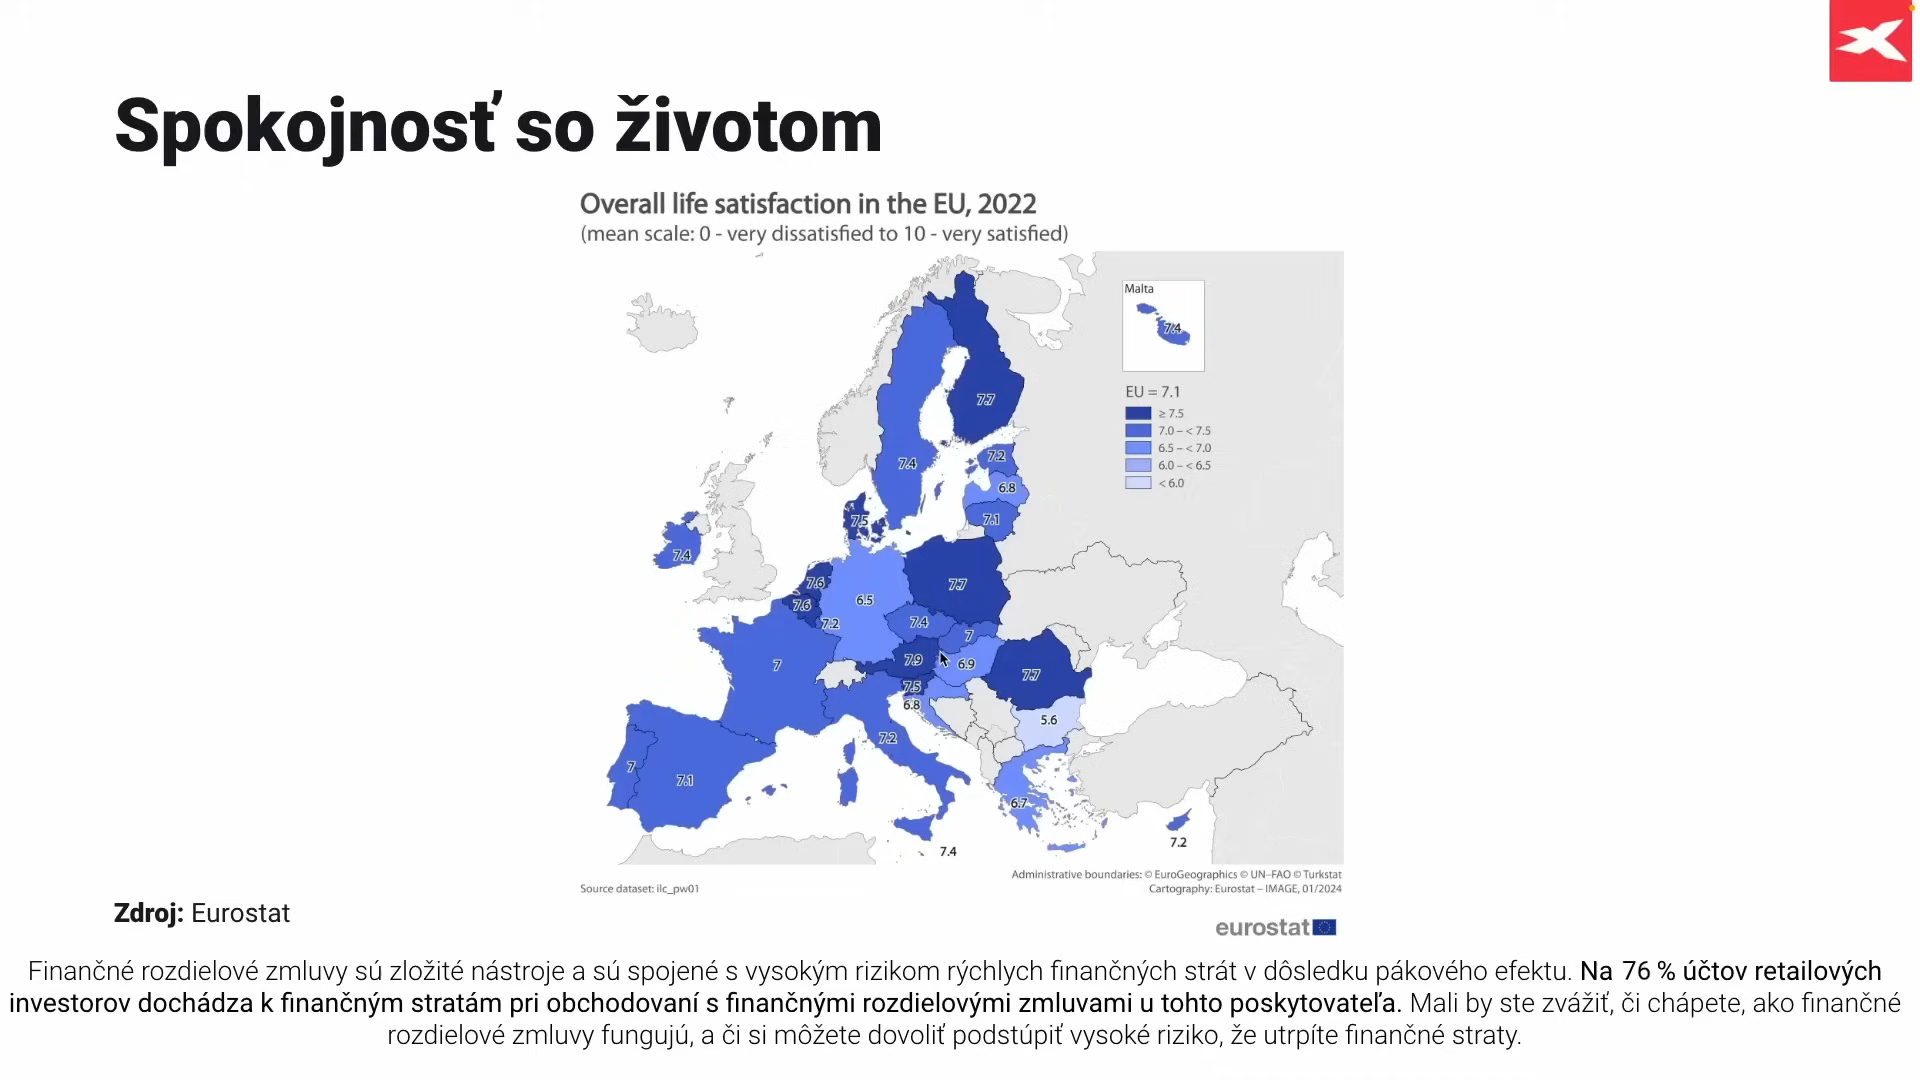 Spokojnosť so životom
Overall life satisfaction in the EU, 2022
(mean scale: 0 - very dissatisfied to 10 - very satisfied)
Malta
7.4
EU = 7.1
≥ 7.5
7.0 – < 7.5
6.5 – < 7.0
6.0 – < 6.5
< 6.0
7.7
7.4
7.2
6.8
7.1
7.5
7.4
7.7
7.6
7.6
6.5
7.2
7.4
7
7.9
6.9
7
7.7
7.5
6.8
5.6
7.2
7
7.1
6.7
7.2
7.4
Administrative boundaries: © EuroGeographics © UN–FAO © Turkstat
Source dataset: ilc_pw01
Cartography: Eurostat – IMAGE, 01/2024
Zdroj: Eurostat
eurostat
Finančné rozdielové zmluvy sú zložité nástroje a sú spojené s vysokým rizikom rýchlych finančných strát v dôsledku pákového efektu. Na 76 % účtov retailových
investorov dochádza k finančným stratám pri obchodovaní s finančnými rozdielovými zmluvami u tohto poskytovateľa. Mali by ste zvážiť, či chápete, ako finančné
rozdielové zmluvy fungujú, a či si môžete dovoliť podstúpiť vysoké riziko, že utrpíte finančné straty.